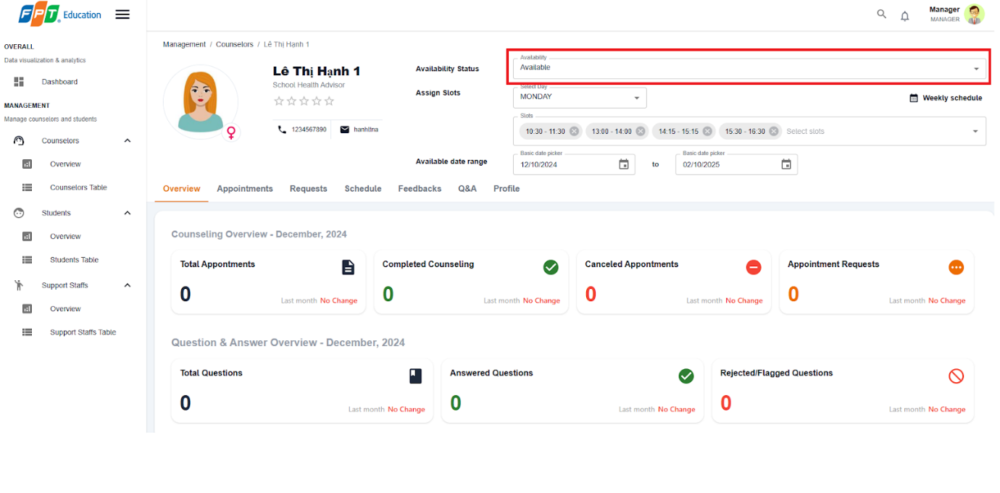 FPT. Education
Manager
MANAGER
OVERALL
Data visualization & analytics
Dashboard
MANAGEMENT
Manage counselors and students
Counselors
Overview
Counselors Table
Students
Overview
Students Table
Support Staffs
Overview
Support Staffs Table
Management / Counselors / Lê Thị Hạnh 1
Lê Thị Hạnh 1
School Health Advisor
1234567890
hanhltna
Availability Status
Availability
Available
Assign Slots
Select Day
MONDAY
Weekly schedule
Slots
10:30 - 11:30 13:00 - 14:00 14:15 - 15:15 15:30 - 16:30 Select slots
Available date range
Basic date picker
12/10/2024
to
Basic date picker
02/10/2025
Overview Appointments Requests Schedule Feedbacks Q&A Profile
Counseling Overview - December, 2024
Total Appontments
0
Last month No Change
Completed Counseling
0
Last month No Change
Canceled Appontments
0
Last month No Change
Appointment Requests
0
Last month No Change
Question & Answer Overview - December, 2024
Total Questions
0
Last month No Change
Answered Questions
0
Last month No Change
Rejected/Flagged Questions
0
Last month No Change